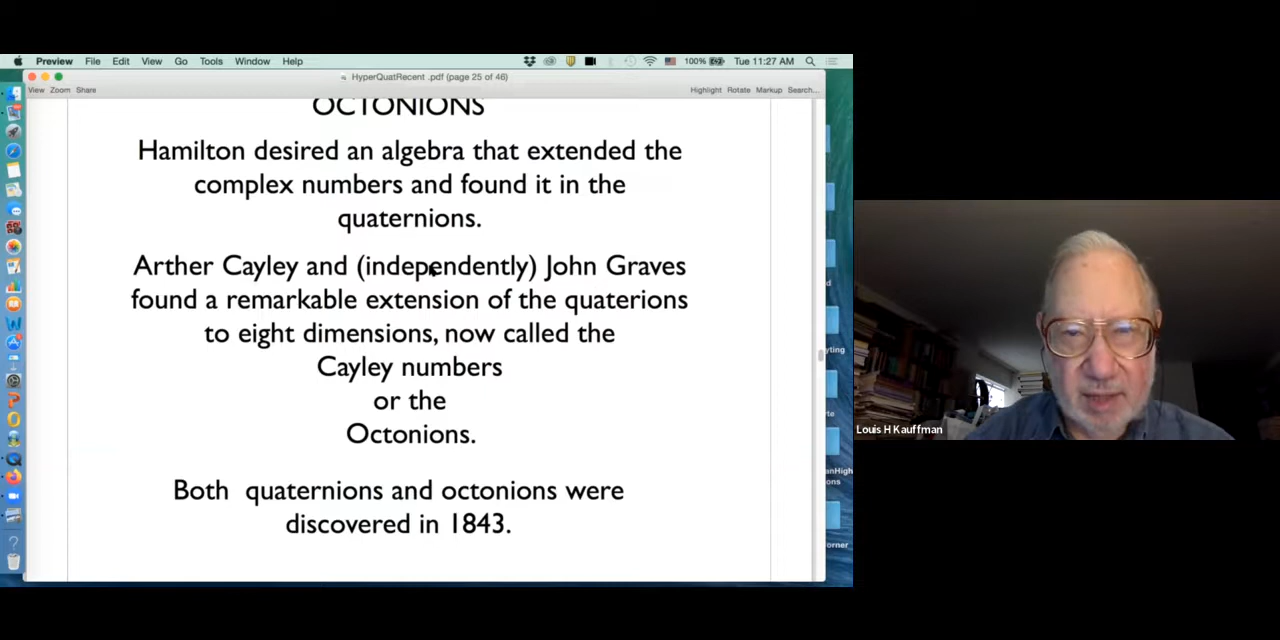 Preview File Edit View Go Tools Window Help 100% Tue 11:27 AM
HyperQuatRecent .pdf (page 25 of 46)
View Zoom Share Highlight Rotate Markup Search...
OCTONIONS
Hamilton desired an algebra that extended the
complex numbers and found it in the
quaternions.
Arther Cayley and (independently) John Graves
found a remarkable extension of the quaterions
to eight dimensions, now called the
Cayley numbers
or the
Octonions.
Both quaternions and octonions were
discovered in 1843.
Louis H Kauffman